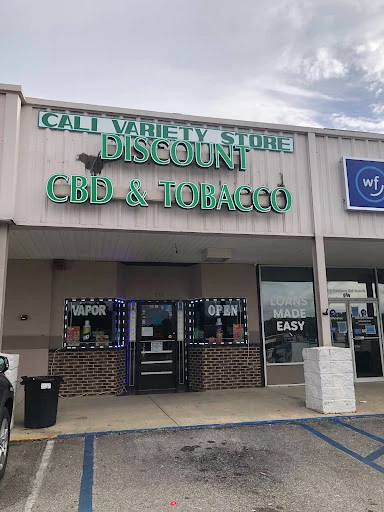 CALI VARIETY STORE
DISCOUNT
CBD & TOBACCO
wf
VAPOR
OPEN
LOANS
MADE
EASY